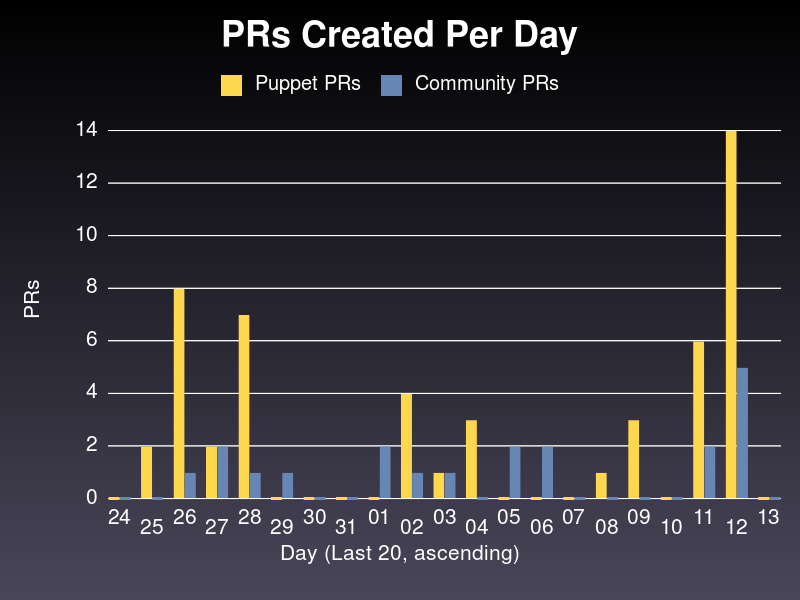 PRs Created Per Day
Puppet PRs Community PRs
14
12
10
8
6
4
2
0
PRs
24 25 26 27 28 29 30 31 01 02 03 04 05 06 07 08 09 10 11 12 13
Day (Last 20, ascending)